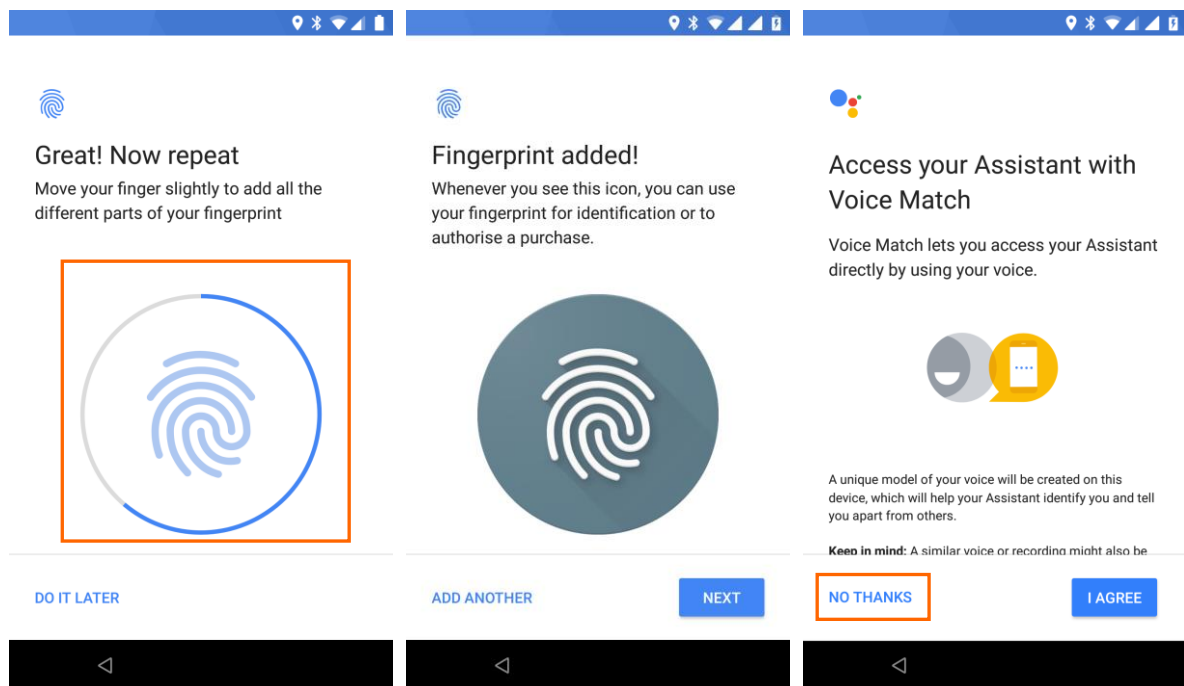 Great! Now repeat
Move your finger slightly to add all the
different parts of your fingerprint
DO IT LATER
Fingerprint added!
Whenever you see this icon, you can use
your fingerprint for identification or to
authorise a purchase.
ADD ANOTHER
NEXT
Access your Assistant with
Voice Match
Voice Match lets you access your Assistant
directly by using your voice.
A unique model of your voice will be created on this
device, which will help your Assistant identify you and tell
you apart from others.
Keep in mind: A similar voice or recording might also be
NO THANKS
I AGREE